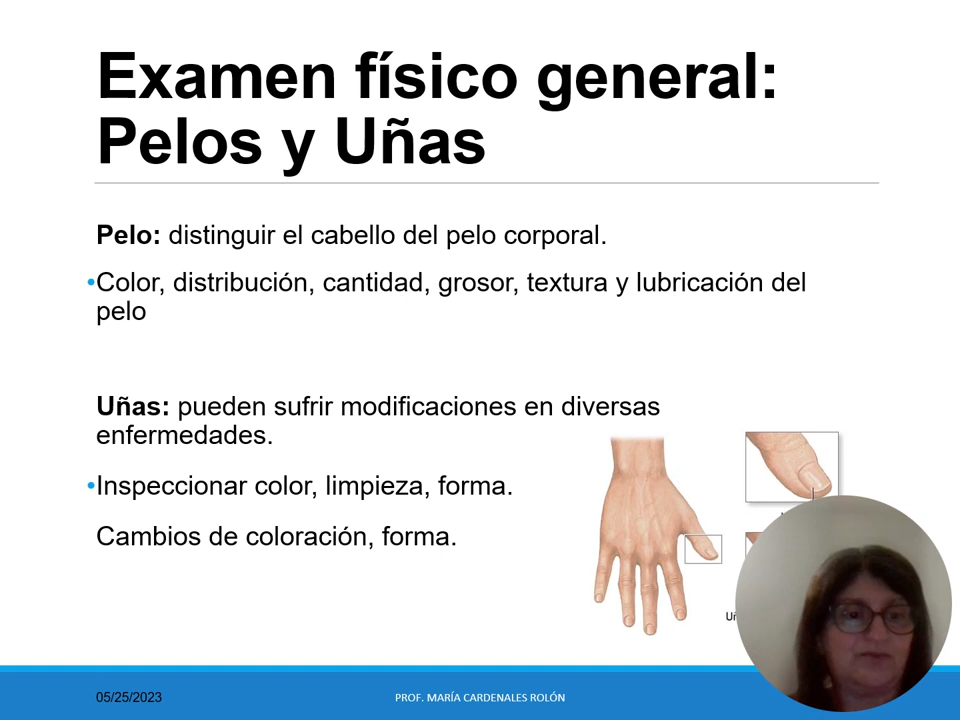 Examen físico general:
Pelos y Uñas
Pelo: distinguir el cabello del pelo corporal.
•Color, distribución, cantidad, grosor, textura y lubricación del
pelo
Uñas: pueden sufrir modificaciones en diversas
enfermedades.
•Inspeccionar color, limpieza, forma.
Cambios de coloración, forma.
05/25/2023
PROF. MARÍA CARDENALES ROLÓN